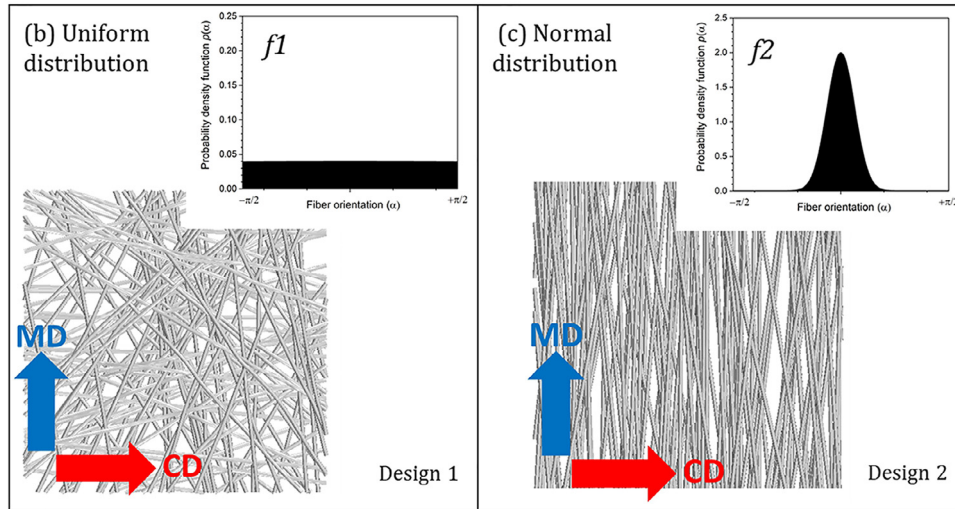 (b) Uniform
distribution
f1
Probability density function p(α)
0.25
0.20
0.15
0.10
0.05
0.00
−π/2
+π/2
Fiber orientation (α)
MD
CD
Design 1
(c) Normal
distribution
f2
Probability density function p(α)
2.5
2.0
1.5
1.0
0.5
0.0
−π/2
+π/2
Fiber orientation (α)
MD
CD
Design 2